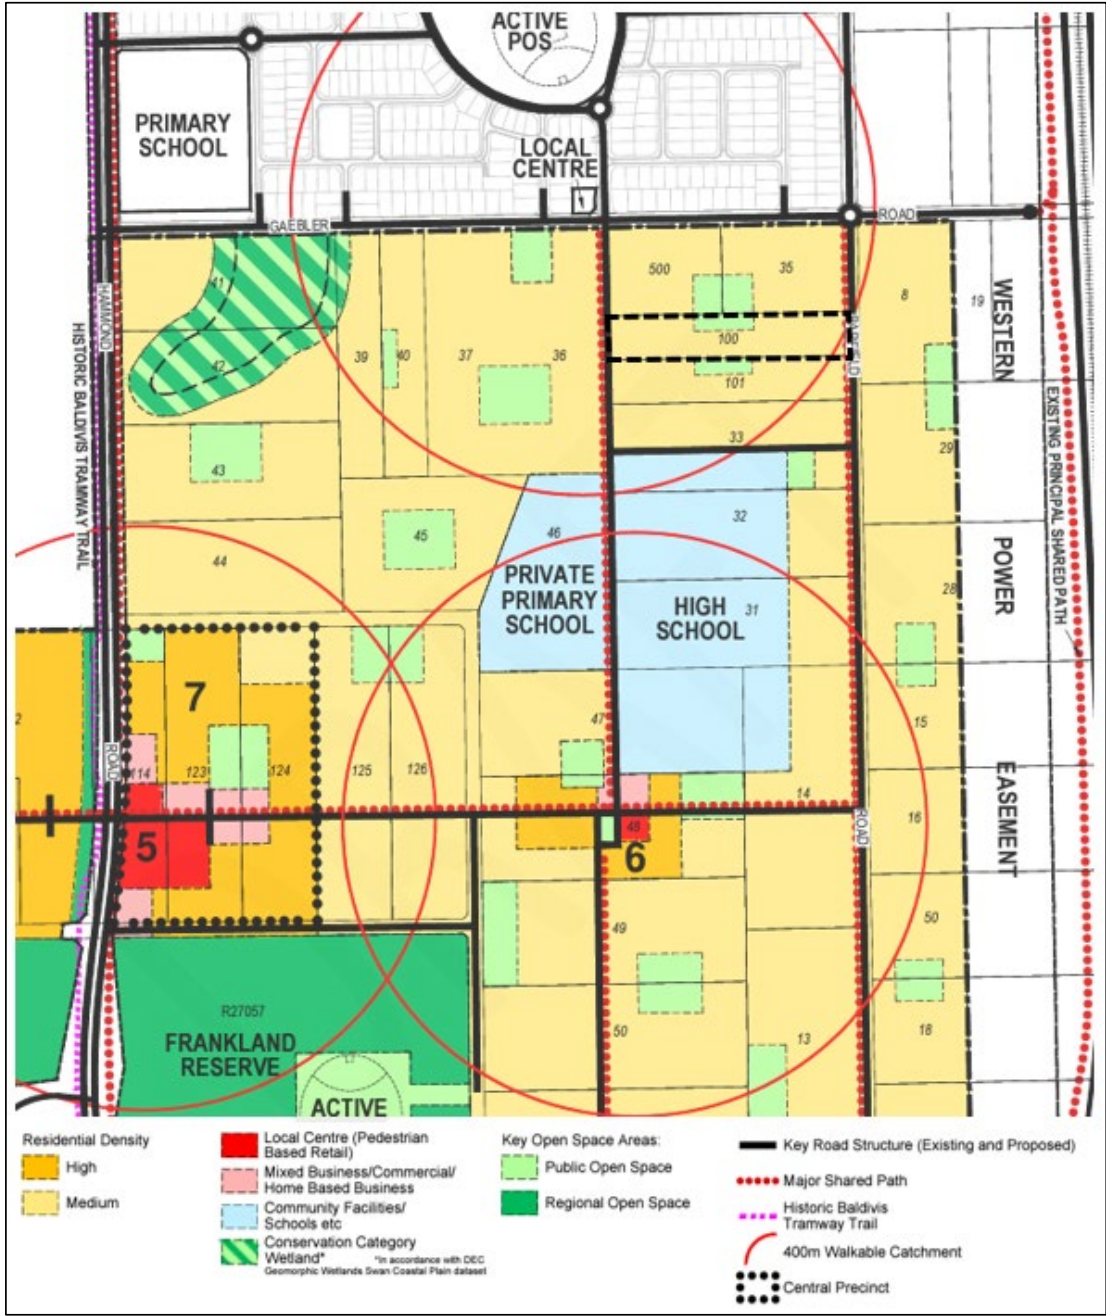 ACTIVE
POS
PRIMARY
SCHOOL
LOCAL
CENTRE
GAEBLER
ROAD
41
42
39
40
37
36
500
35
100
101
33
8
19
29
WESTERN
HAMMOND
HISTORIC BALDIVIS TRAMWAY TRAIL
EXISTING PRINCIPAL SHARED PATH
43
44
45
46
PRIVATE
PRIMARY
SCHOOL
32
HIGH
SCHOOL
31
28
POWER
2
7
114
123
124
125
126
47
15
ROAD
5
48
6
14
16
ROAD
EASEMENT
49
50
50
13
18
R27057
FRANKLAND
RESERVE
ACTIVE
Residential Density
High
Medium
Local Centre (Pedestrian
Based Retail)
Mixed Business/Commercial/
Home Based Business
Community Facilities/
Schools etc
Conservation Category
Wetland*
*In accordance with DEC
Geomorphic Wetlands Swan Coastal Plain dataset
Key Open Space Areas:
Public Open Space
Regional Open Space
Key Road Structure (Existing and Proposed)
Major Shared Path
Historic Baldivis
Tramway Trail
400m Walkable Catchment
Central Precinct